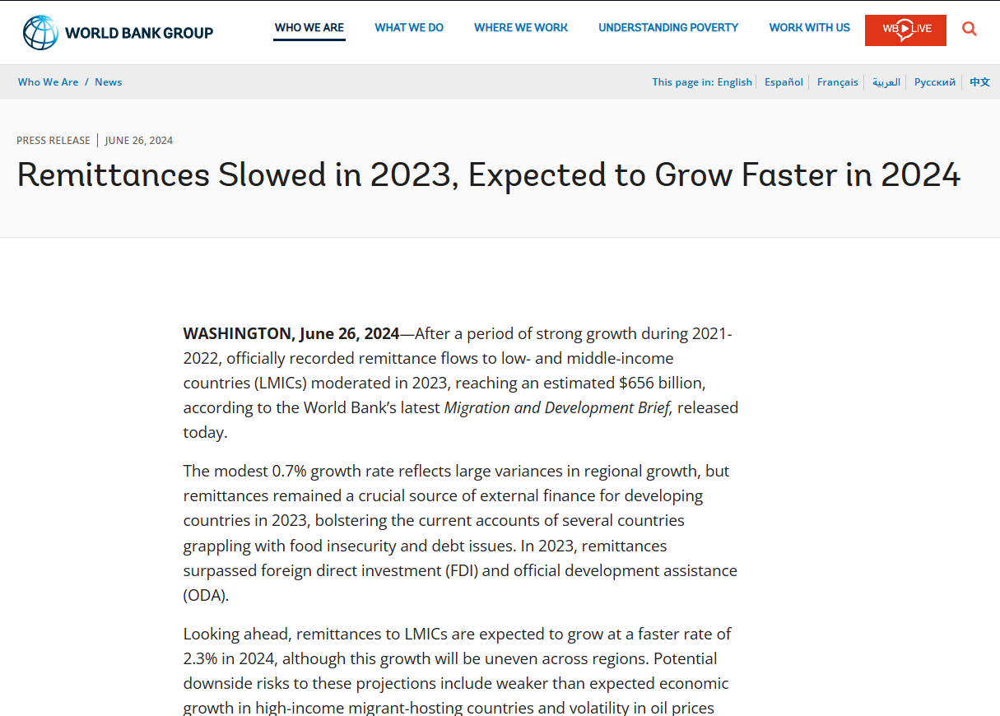 WORLD BANK GROUP
WHO WE ARE WHAT WE DO WHERE WE WORK UNDERSTANDING POVERTY WORK WITH US WB LIVE
Who We Are / News
This page in: English Español Français العربية Русский 中文
PRESS RELEASE JUNE 26, 2024
Remittances Slowed in 2023, Expected to Grow Faster in 2024
WASHINGTON, June 26, 2024—After a period of strong growth during 2021-
2022, officially recorded remittance flows to low- and middle-income
countries (LMICs) moderated in 2023, reaching an estimated $656 billion,
according to the World Bank’s latest Migration and Development Brief, released
today.
The modest 0.7% growth rate reflects large variances in regional growth, but
remittances remained a crucial source of external finance for developing
countries in 2023, bolstering the current accounts of several countries
grappling with food insecurity and debt issues. In 2023, remittances
surpassed foreign direct investment (FDI) and official development assistance
(ODA).
Looking ahead, remittances to LMICs are expected to grow at a faster rate of
2.3% in 2024, although this growth will be uneven across regions. Potential
downside risks to these projections include weaker than expected economic
growth in high-income migrant-hosting countries and volatility in oil prices